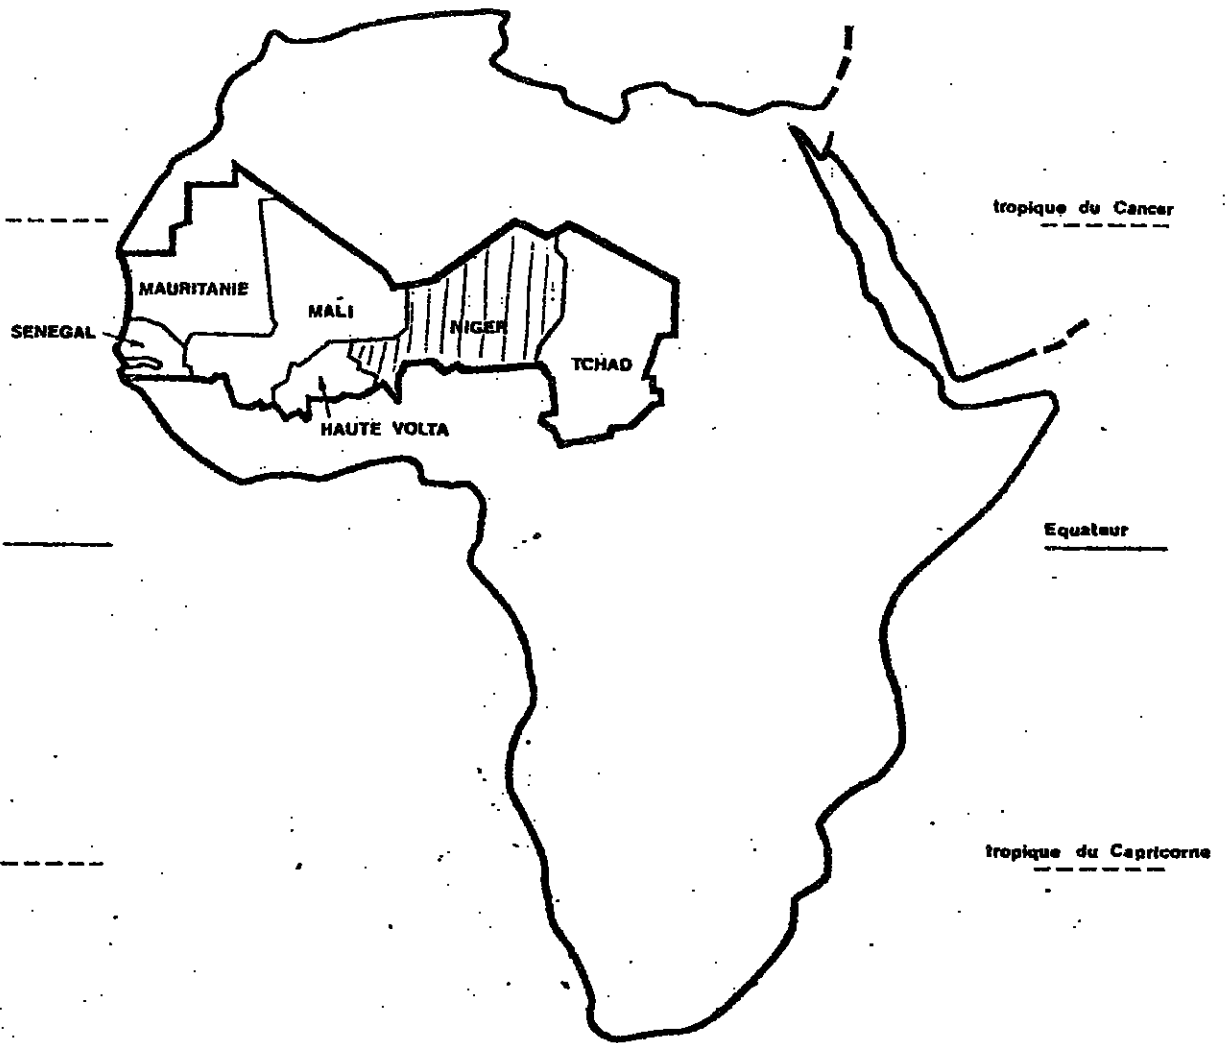 tropique du Cancer
MAURITANIE
MALI
SENEGAL
NIGER
TCHAD
HAUTE VOLTA
Equateur
tropique du Capricorne